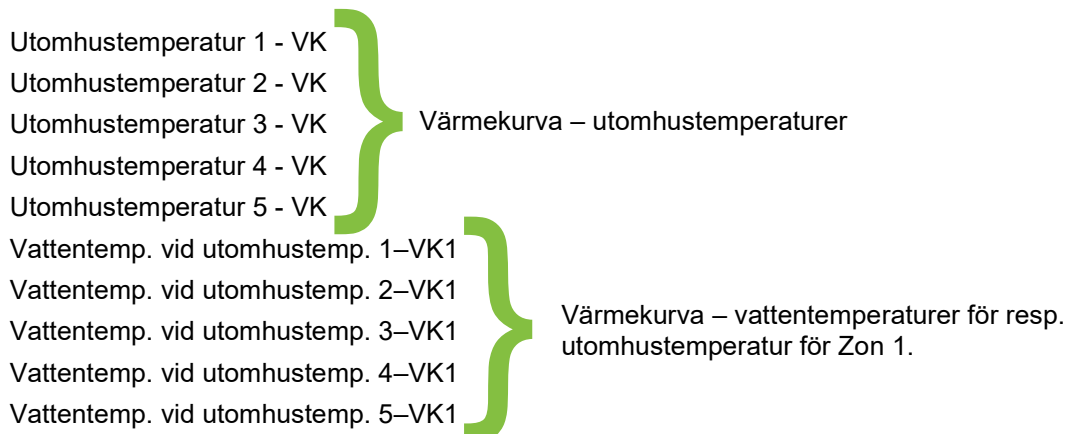 Utomhustemperatur 1 - VK
Utomhustemperatur 2 - VK
Utomhustemperatur 3 - VK
Utomhustemperatur 4 - VK
Utomhustemperatur 5 - VK
Värmekurva – utomhustemperaturer
Vattentemp. vid utomhustemp. 1–VK1
Vattentemp. vid utomhustemp. 2–VK1
Vattentemp. vid utomhustemp. 3–VK1
Vattentemp. vid utomhustemp. 4–VK1
Vattentemp. vid utomhustemp. 5–VK1
Värmekurva – vattentemperaturer för resp.
utomhustemperatur för Zon 1.